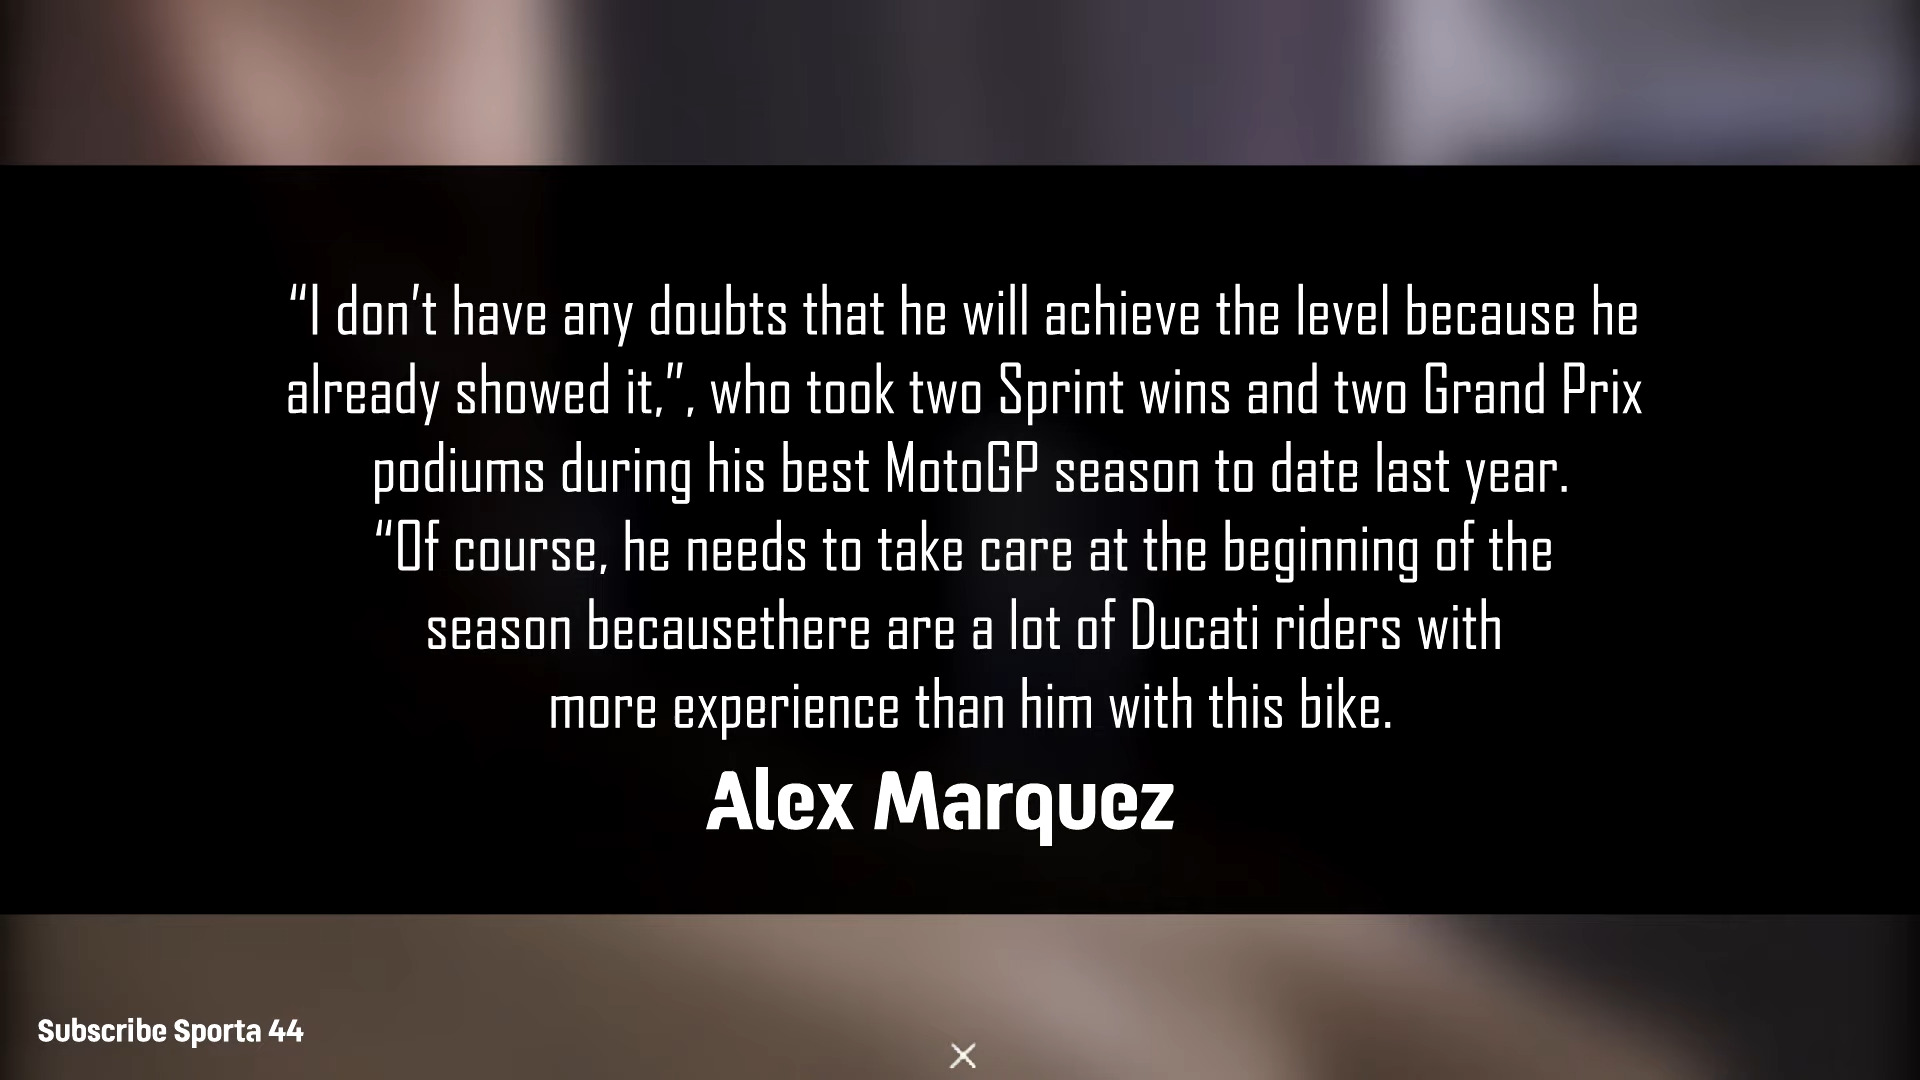 “I don’t have any doubts that he will achieve the level because he
already showed it,”, who took two Sprint wins and two Grand Prix
podiums during his best MotoGP season to date last year.
“Of course, he needs to take care at the beginning of the
season becausethere are a lot of Ducati riders with
more experience than him with this bike.
Alex Marquez
Subscribe Sporta 44